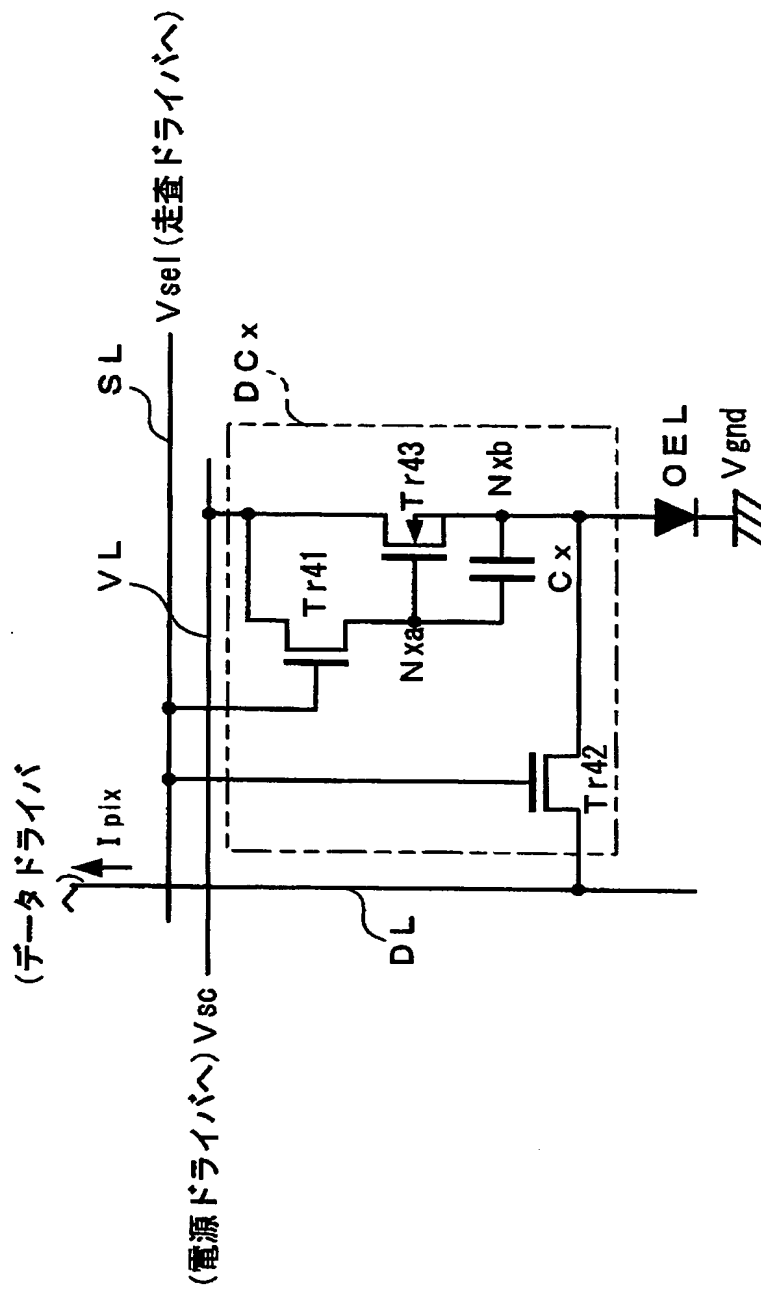 (データドライバ
へ)
Ipix
Vsel(走査ドライバへ)
SL
VL
(電源ドライバへ)Vsc
DCx
Tr41
Tr43
Nxa
Nxb
Cx
Tr42
DL
OEL
Vgnd